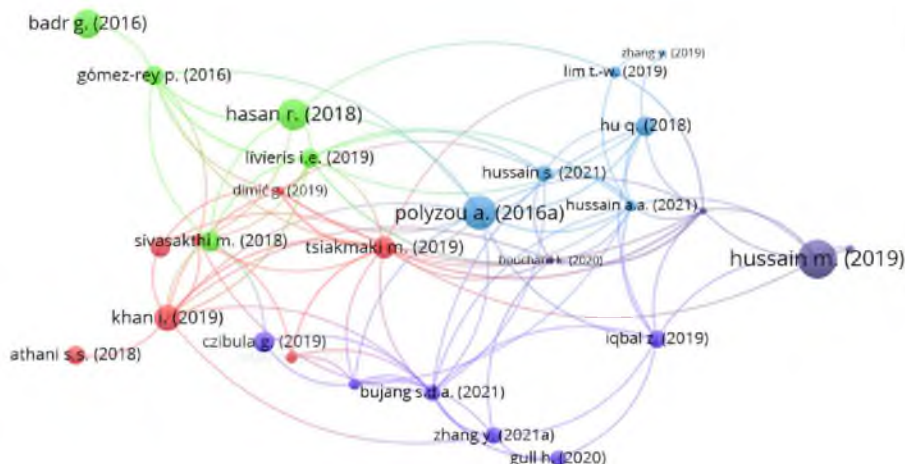 badr g. (2016)
zhang y. (2019)
gómez-rey p. (2016)
lim t.-w. (2019)
hasan r. (2018)
hu q. (2018)
livieris i.e. (2019)
hussain s. (2021)
dimić g. (2019)
polyzou a. (2016a)
hussain a.a. (2021)
sivasakthi m. (2018)
tsiakmaki m. (2019)
hussain m. (2019)
bouchard k. (2020)
khan i. (2019)
czibula g. (2019)
iqbal z. (2019)
athani s.s. (2018)
bujang s.d.a. (2021)
zhang y. (2021a)
gull h. (2020)